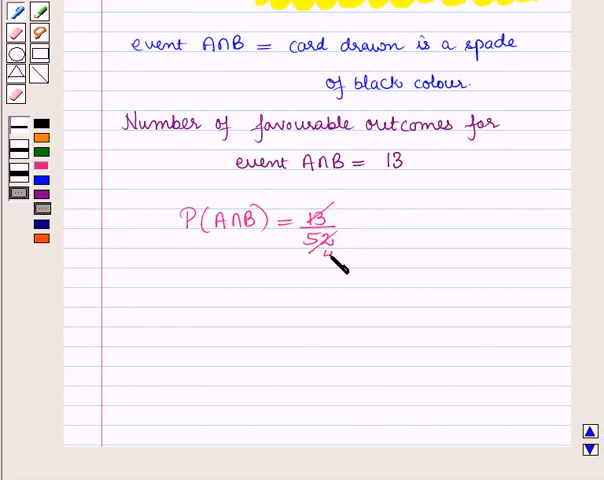 event A∩B = card drawn is a spade
of black colour.
Number of favourable outcomes for
event A∩B = 13
P(A∩B) = 13
52
4